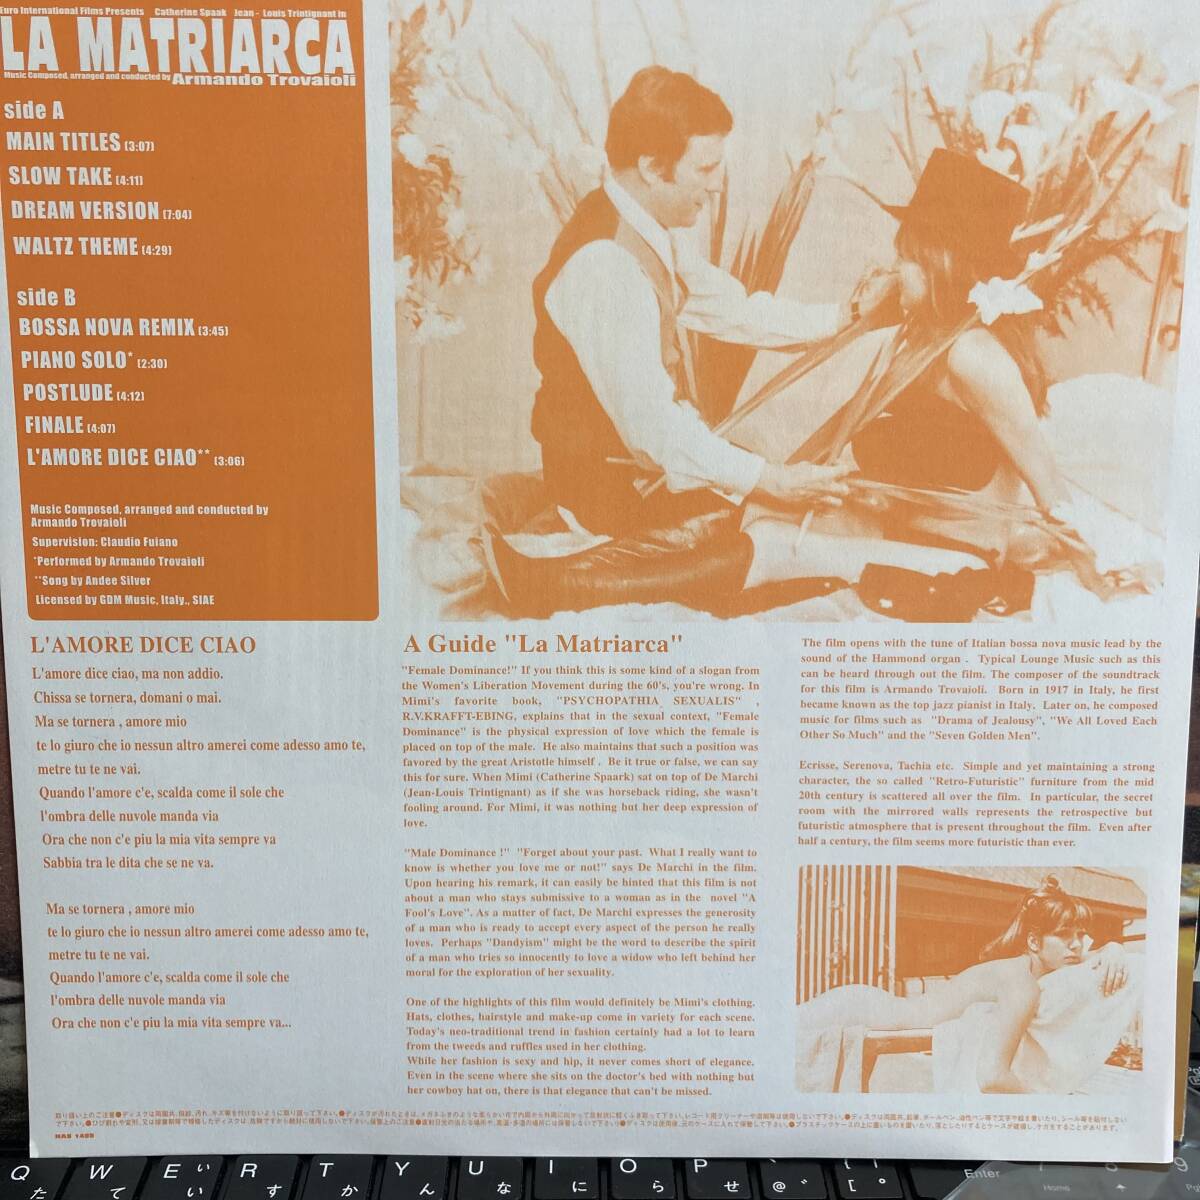 Euro International Films Presents Catherine Spaak Jean - Louis Trintignant in
LA MATRIARCA
Music Composed, arranged and conducted by Armando Trovaioli
side A
MAIN TITLES (3:07)
SLOW TAKE (4:11)
DREAM VERSION (7:04)
WALTZ THEME (4:29)
side B
BOSSA NOVA REMIX (3:45)
PIANO SOLO* (2:30)
POSTLUDE (4:12)
FINALE (4:07)
L'AMORE DICE CIAO** (3:06)
Music Composed, arranged and conducted by
Armando Trovaioli
Supervision: Claudio Fuiano
*Performed by Armando Trovaioli
**Song by Andee Silver
Licensed by GDM Music, Italy., SIAE
L'AMORE DICE CIAO
L'amore dice ciao, ma non addio.
Chissa se tornera, domani o mai.
Ma se tornera , amore mio
te lo giuro che io nessun altro amerei come adesso amo te,
metre tu te ne vai.
Quando l'amore c'e, scalda come il sole che
l'ombra delle nuvole manda via
Ora che non c'e piu la mia vita sempre va
Sabbia tra le dita che se ne va.
Ma se tornera , amore mio
te lo giuro che io nessun altro amerei come adesso amo te,
metre tu te ne vai.
Quando l'amore c'e, scalda come il sole che
l'ombra delle nuvole manda via
Ora che non c'e piu la mia vita sempre va...
A Guide "La Matriarca"
"Female Dominance!" If you think this is some kind of a slogan from
the Women's Liberation Movement during the 60's, you're wrong. In
Mimi's favorite book, "PSYCHOPATHIA SEXUALIS" ,
R.V.KRAFFT-EBING, explains that in the sexual context, "Female
Dominance" is the physical expression of love which the female is
placed on top of the male. He also maintains that such a position was
favored by the great Aristotle himself . Be it true or false, we can say
this for sure. When Mimi (Catherine Spaark) sat on top of De Marchi
(Jean-Louis Trintignant) as if she was horseback riding, she wasn't
fooling around. For Mimi, it was nothing but her deep expression of
love.
"Male Dominance !" "Forget about your past. What I really want to
know is whether you love me or not!" says De Marchi in the film.
Upon hearing his remark, it can easily be hinted that this film is not
about a man who stays submissive to a woman as in the novel "A
Fool's Love". As a matter of fact, De Marchi expresses the generosity
of a man who is ready to accept every aspect of the person he really
loves. Perhaps "Dandyism" might be the word to describe the spirit
of a man who tries so innocently to love a widow who left behind her
moral for the exploration of her sexuality.
One of the highlights of this film would definitely be Mimi's clothing.
Hats, clothes, hairstyle and make-up come in variety for each scene.
Today's neo-traditional trend in fashion certainly had a lot to learn
from the tweeds and ruffles used in her clothing.
While her fashion is sexy and hip, it never comes short of elegance.
Even in the scene where she sits on the doctor's bed with nothing but
her cowboy hat on, there is that elegance that can't be missed.
The film opens with the tune of Italian bossa nova music lead by the
sound of the Hammond organ . Typical Lounge Music such as this
can be heard through out the film. The composer of the soundtrack
for this film is Armando Trovaioli. Born in 1917 in Italy, he first
became known as the top jazz pianist in Italy. Later on, he composed
music for films such as "Drama of Jealousy", "We All Loved Each
Other So Much" and the "Seven Golden Men".
Ecrisse, Serenova, Tachia etc. Simple and yet maintaining a strong
character, the so called "Retro-Futuristic" furniture from the mid
20th century is scattered all over the film. In particular, the secret
room with the mirrored walls represents the retrospective but
futuristic atmosphere that is present throughout the film. Even after
half a century, the film seems more futuristic than ever.
Q W E い R T Y U I O P
た て い す か ん な に ら せ @ [
Enter